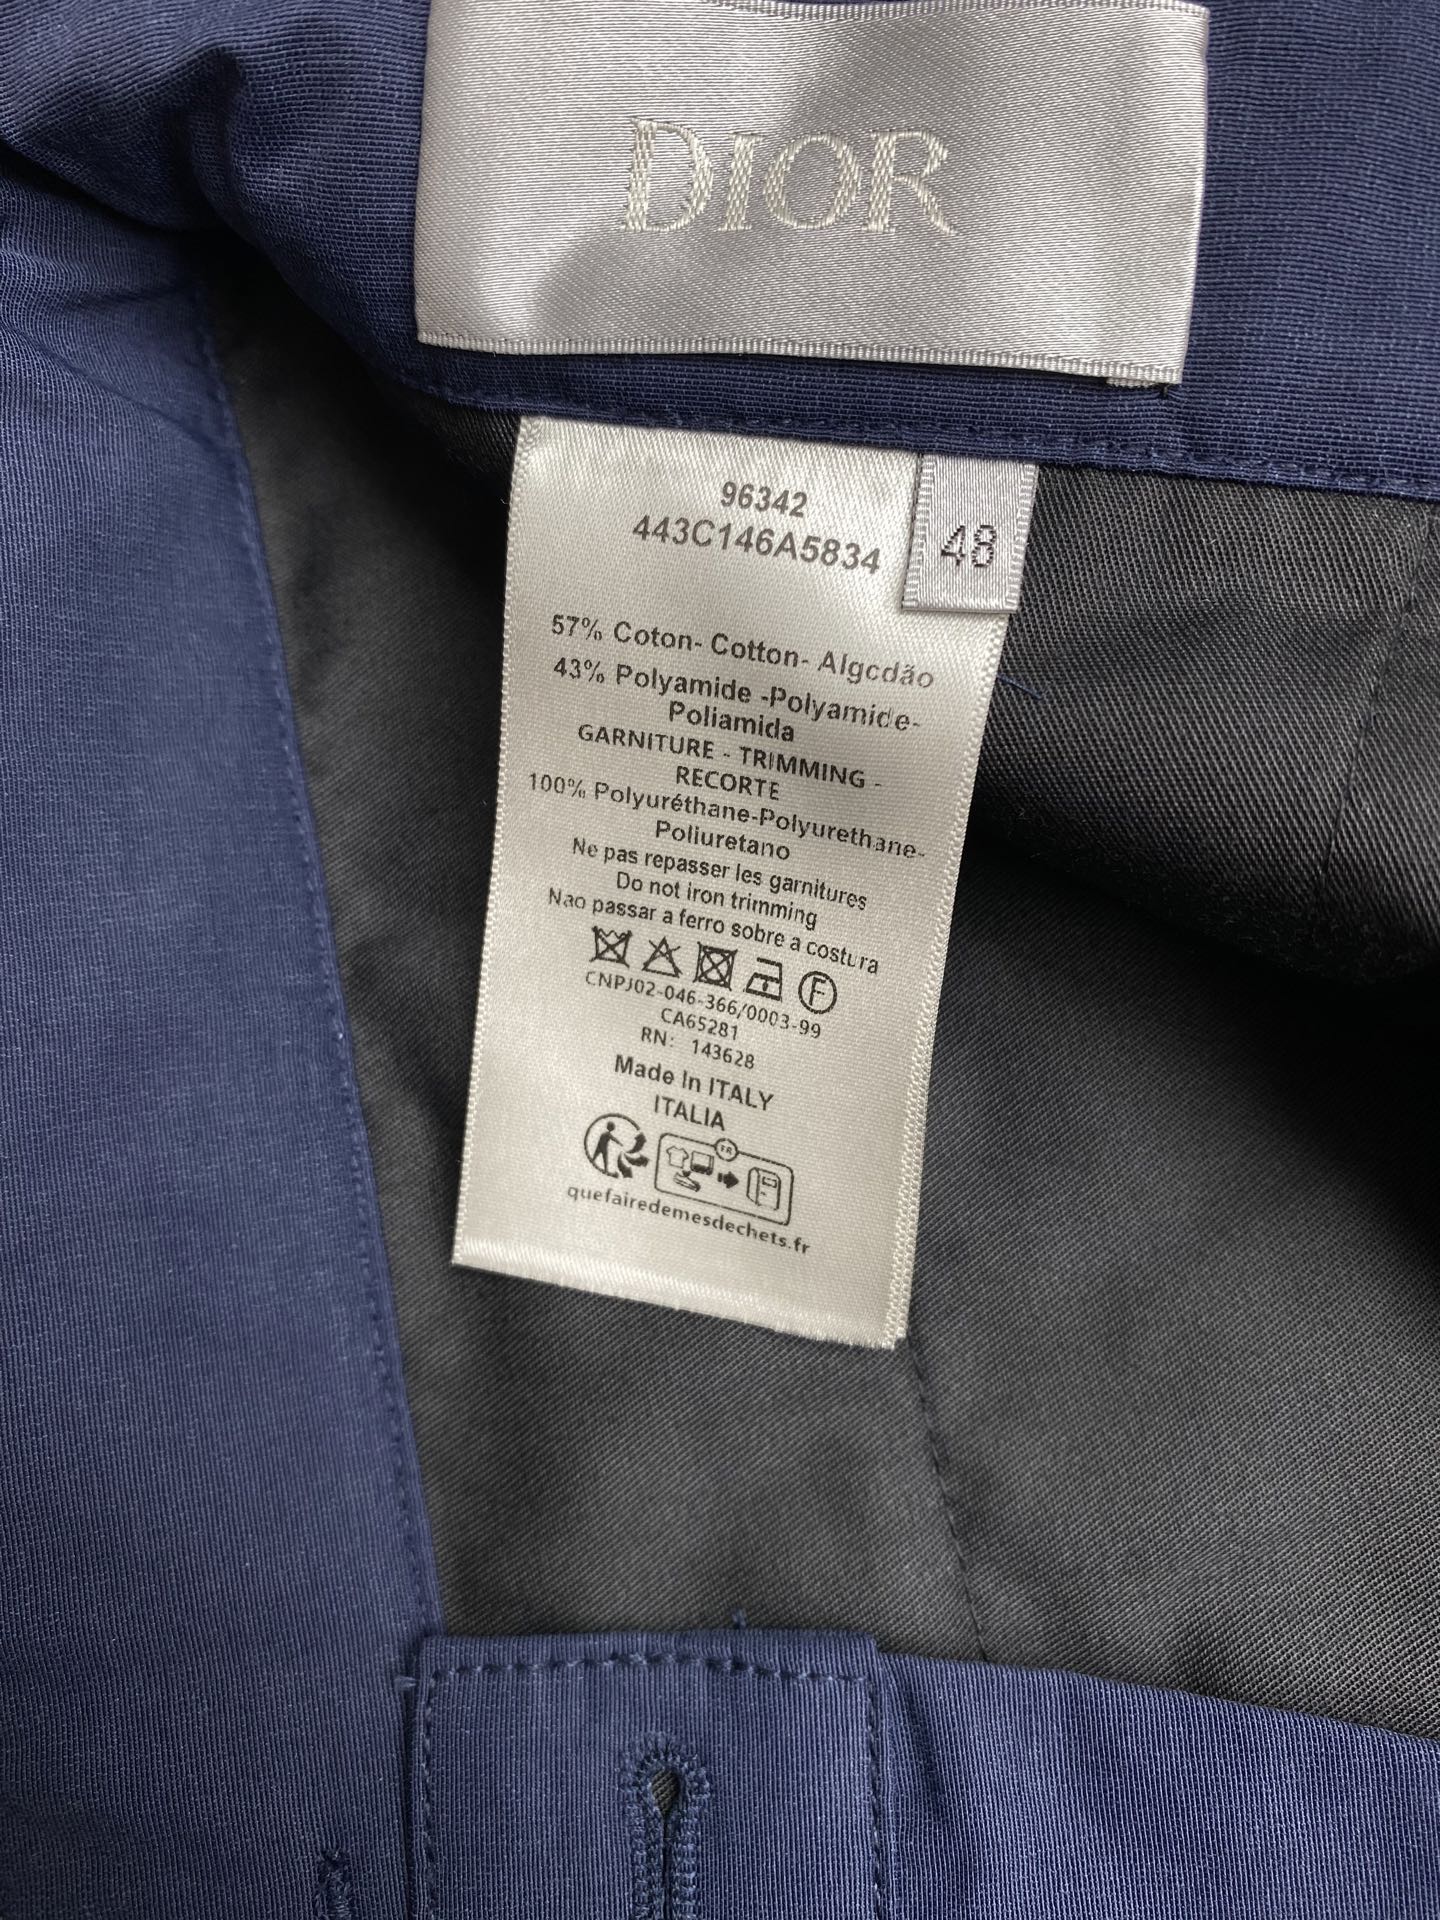 DIOR
96342
443C146A5834
48
57% Coton- Cotton- Algcdão
43% Polyamide -Polyamide-
Poliamida
GARNITURE - TRIMMING -
RECORTE
100% Polyuréthane-Polyurethane-
Poliuretano
Ne pas repasser les garnitures
Do not iron trimming
Nao passar a ferro sobre a costura
F
CNPJ02-046-366/0003-99
CA65281
RN: 143628
Made In ITALY
ITALIA
FR
quefairedemesdechets.fr